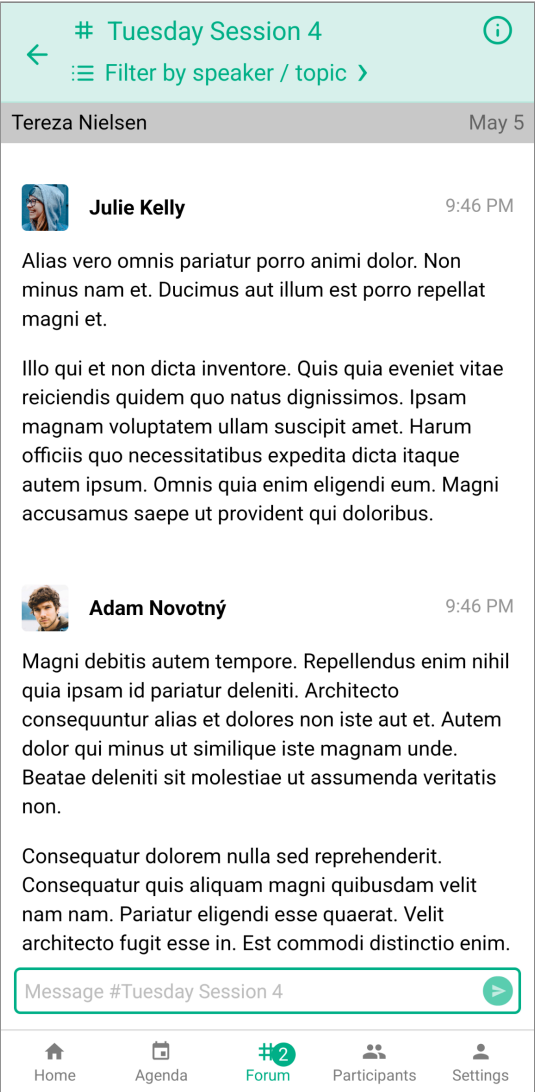 # Tuesday Session 4
Filter by speaker / topic
Tereza Nielsen May 5
Julie Kelly 9:46 PM
Alias vero omnis pariatur porro animi dolor. Non
minus nam et. Ducimus aut illum est porro repellat
magni et.
Illo qui et non dicta inventore. Quis quia eveniet vitae
reiciendis quidem quo natus dignissimos. Ipsam
magnam voluptatem ullam suscipit amet. Harum
officiis quo necessitatibus expedita dicta itaque
autem ipsum. Omnis quia enim eligendi eum. Magni
accusamus saepe ut provident qui doloribus.
Adam Novotný 9:46 PM
Magni debitis autem tempore. Repellendus enim nihil
quia ipsam id pariatur deleniti. Architecto
consequuntur alias et dolores non iste aut et. Autem
dolor qui minus ut similique iste magnam unde.
Beatae deleniti sit molestiae ut assumenda veritatis
non.
Consequatur dolorem nulla sed reprehenderit.
Consequatur quis aliquam magni quibusdam velit
nam nam. Pariatur eligendi esse quaerat. Velit
architecto fugit esse in. Est commodi distinctio enim.
Message #Tuesday Session 4
# 2
Home Agenda Forum Participants Settings